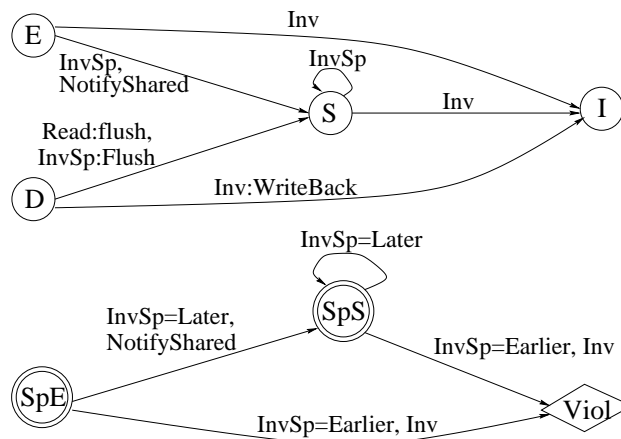 Inv
E
InvSp,
NotifyShared
InvSp
S
Inv
I
Read:flush,
InvSp:Flush
D
Inv:WriteBack
InvSp=Later
SpS
InvSp=Later,
NotifyShared
InvSp=Earlier, Inv
SpE
Viol
InvSp=Earlier, Inv